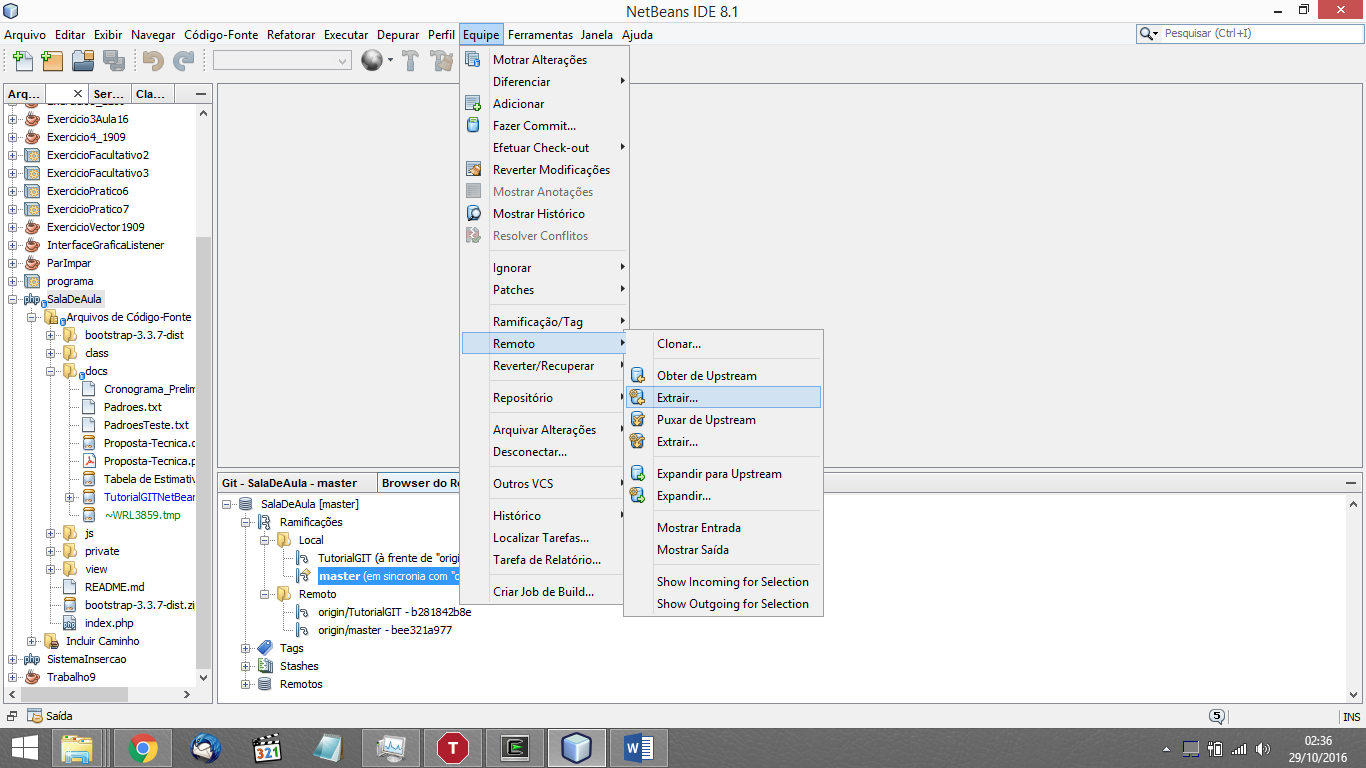 NetBeans IDE 8.1
Arquivo Editar Exibir Navegar Código-Fonte Refatorar Executar Depurar Perfil Equipe Ferramentas Janela Ajuda
Pesquisar (Ctrl+I)
Arq... Ser... Cla...
Exercicio3Aula16
Exercicio4_1909
ExercicioFacultativo2
ExercicioFacultativo3
ExercicioPratico6
ExercicioPratico7
ExercicioVector1909
InterfaceGraficaListener
ParImpar
programa
php SalaDeAula
Arquivos de Código-Fonte
bootstrap-3.3.7-dist
class
docs
Cronograma_Prelim
Padroes.txt
PadroesTeste.txt
Proposta-Tecnica.
Proposta-Tecnica.p
Tabela de Estimativ
TutorialGITNetBear
~WRL3859.tmp
js
private
view
README.md
bootstrap-3.3.7-dist.zi
index.php
Incluir Caminho
php SistemaInsercao
Trabalho9
Motrar Alterações
Diferenciar
Adicionar
Fazer Commit...
Efetuar Check-out
Reverter Modificações
Mostrar Anotações
Mostrar Histórico
Resolver Conflitos
Ignorar
Patches
Ramificação/Tag
Remoto
Reverter/Recuperar
Repositório
Arquivar Alterações
Desconectar...
Outros VCS
Histórico
Localizar Tarefas...
Tarefa de Relatório...
Criar Job de Build...
Clonar...
Obter de Upstream
Extrair...
Puxar de Upstream
Extrair...
Expandir para Upstream
Expandir...
Mostrar Entrada
Mostrar Saída
Show Incoming for Selection
Show Outgoing for Selection
Git - SalaDeAula - master Browser do Re
SalaDeAula [master]
Ramificações
Local
TutorialGIT (à frente de "origi
master (em sincronia com "o
Remoto
origin/TutorialGIT - b281842b8e
origin/master - bee321a977
Tags
Stashes
Remotos
Saída
5
INS
321
T
W
02:36
29/10/2016